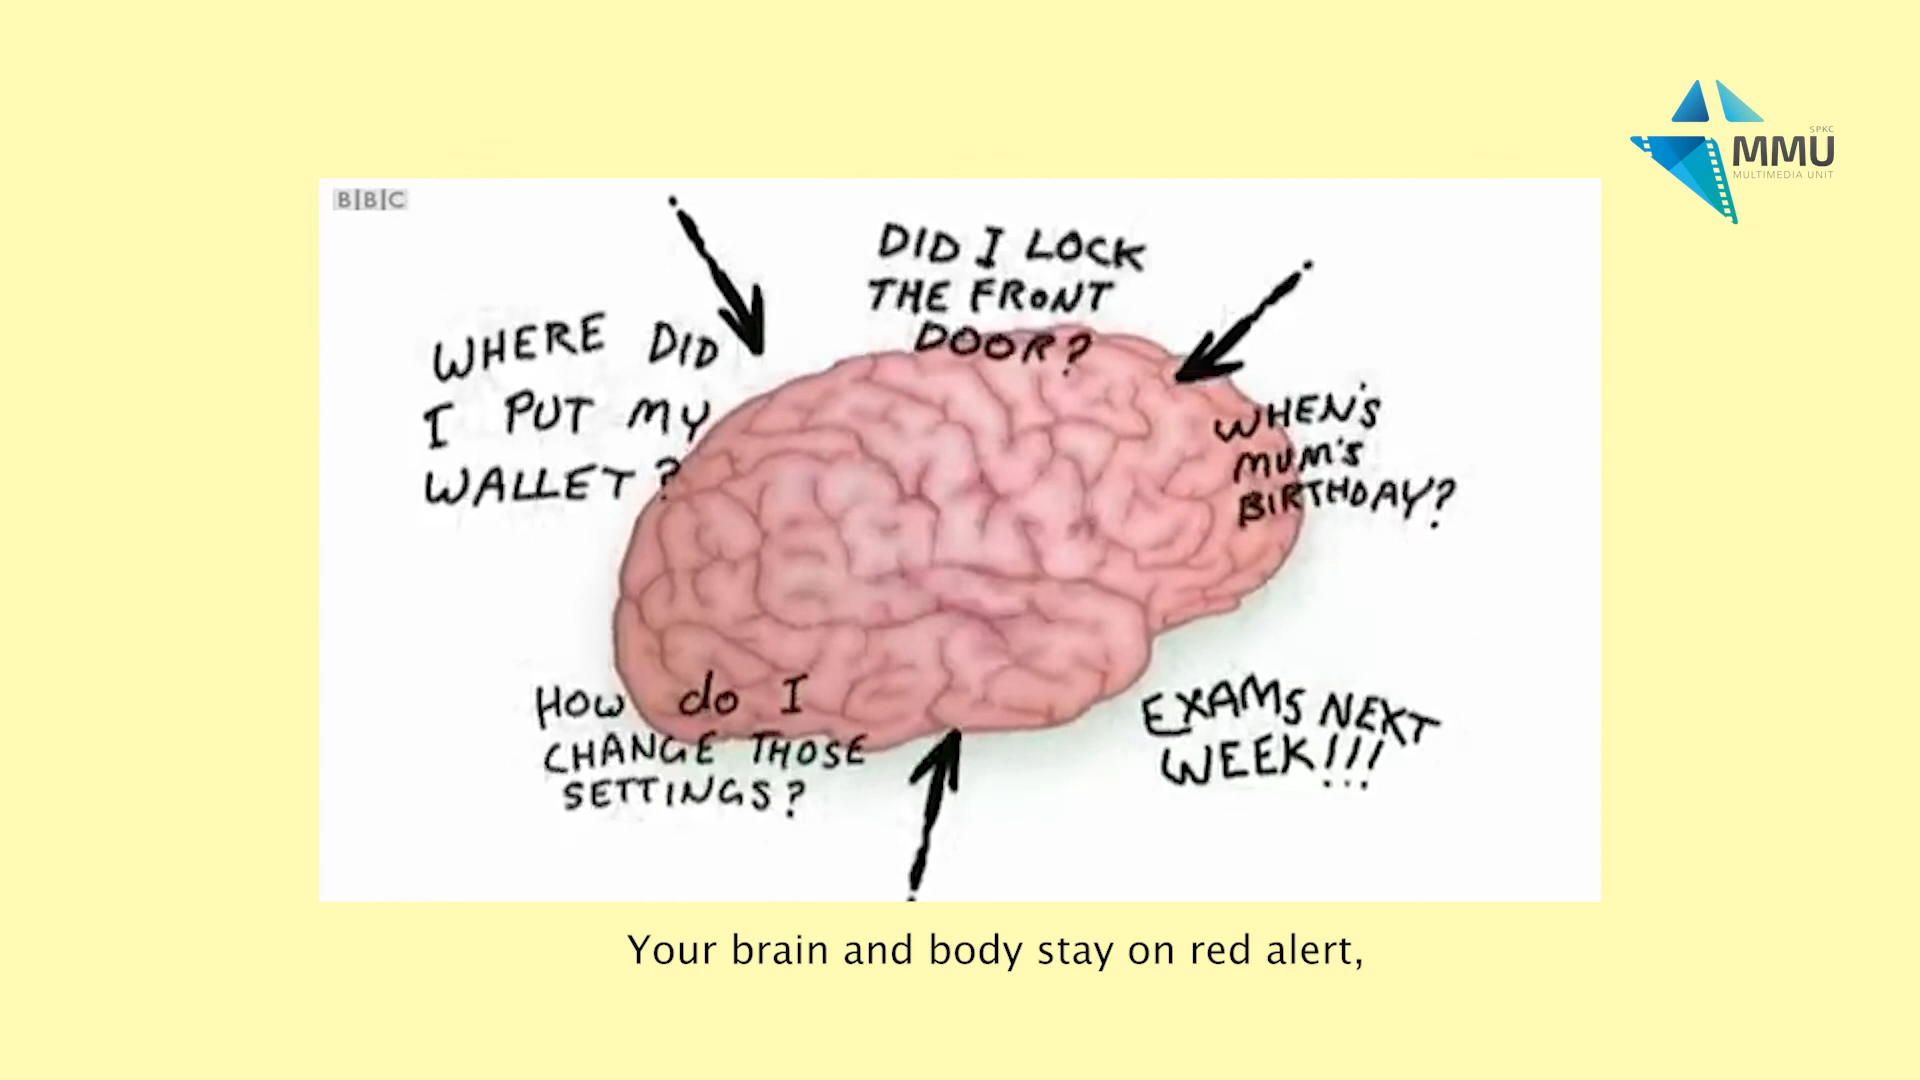 BBC
SPKC
MMU
MULTIMEDIA UNIT
DID I LOCK
THE FRONT
DOOR?
WHERE DID
I PUT MY
WALLET?
WHEN'S
MUM'S
BIRTHDAY?
HOW do I
CHANGE THOSE
SETTINGS?
EXAMS NEXT
WEEK!!!
Your brain and body stay on red alert,